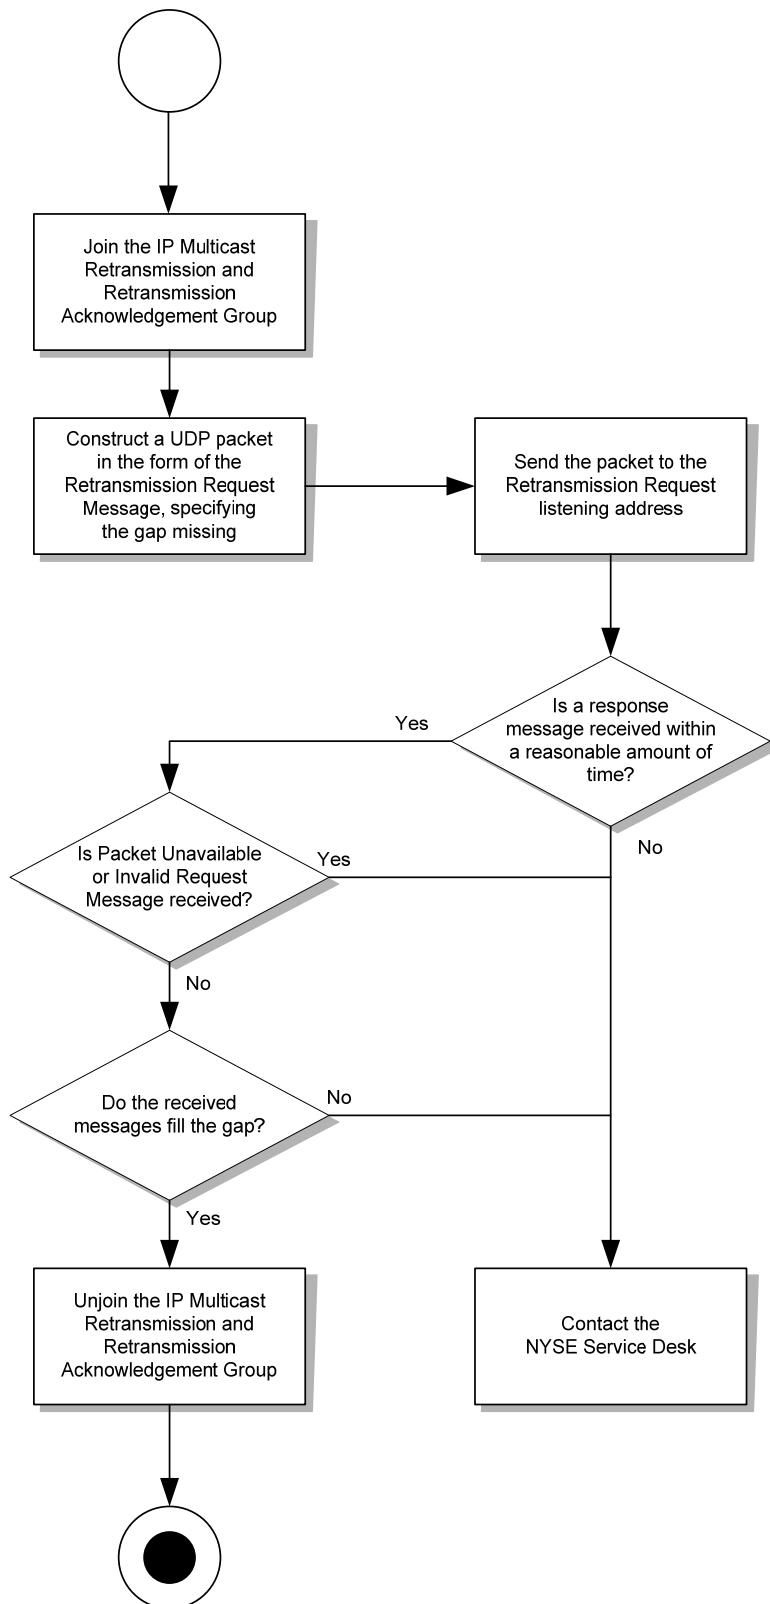 Join the IP Multicast
Retransmission and
Retransmission
Acknowledgement Group
Construct a UDP packet
in the form of the
Retransmission Request
Message, specifying
the gap missing
Send the packet to the
Retransmission Request
listening address
Is a response
message received within
a reasonable amount of
time?
Yes
No
Is Packet Unavailable
or Invalid Request
Message received?
Yes
No
Do the received
messages fill the gap?
No
Yes
Unjoin the IP Multicast
Retransmission and
Retransmission
Acknowledgement Group
Contact the
NYSE Service Desk